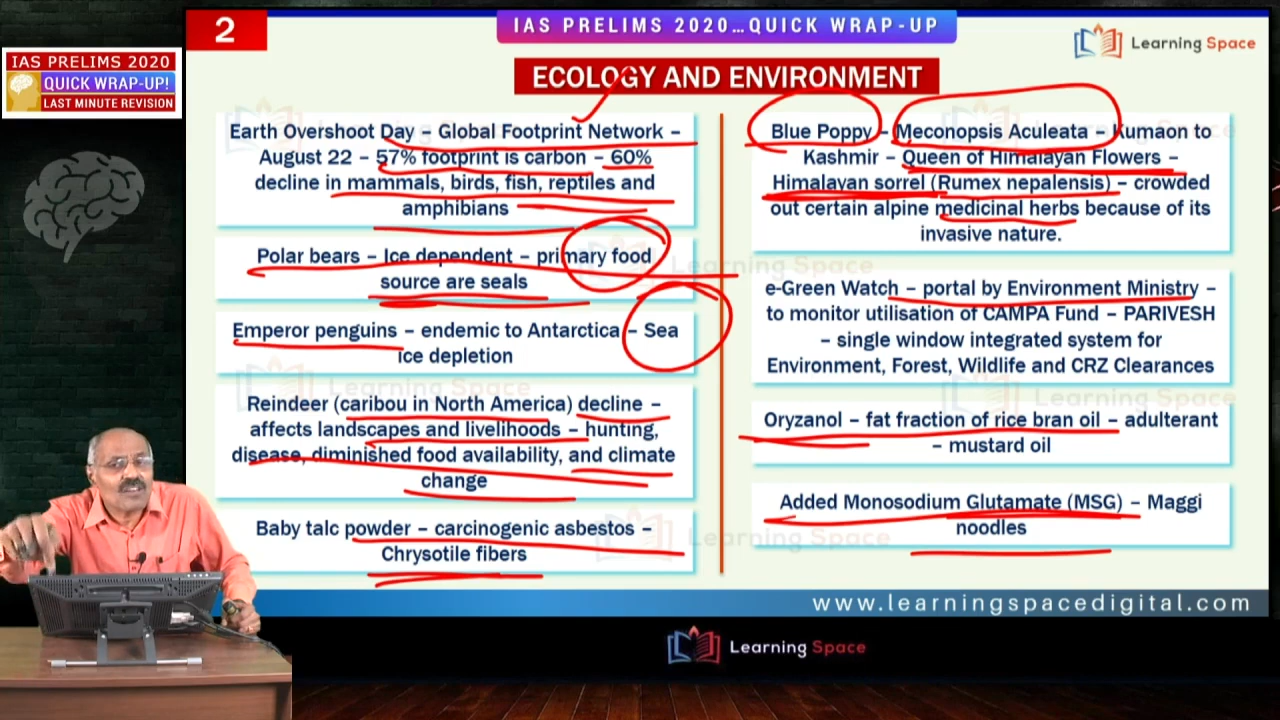 2
IAS PRELIMS 2020...QUICK WRAP-UP
Learning Space
IAS PRELIMS 2020
QUICK WRAP-UP!
LAST MINUTE REVISION
ECOLOGY AND ENVIRONMENT
Earth Overshoot Day – Global Footprint Network –
August 22 – 57% footprint is carbon – 60%
decline in mammals, birds, fish, reptiles and
amphibians
Polar bears – Ice dependent – primary food
source are seals
Emperor penguins – endemic to Antarctica – Sea
ice depletion
Reindeer (caribou in North America) decline –
affects landscapes and livelihoods – hunting,
disease, diminished food availability, and climate
change
Baby talc powder – carcinogenic asbestos –
Chrysotile fibers
Blue Poppy – Meconopsis Aculeata – Kumaon to
Kashmir – Queen of Himalayan Flowers –
Himalayan sorrel (Rumex nepalensis) – crowded
out certain alpine medicinal herbs because of its
invasive nature.
e-Green Watch – portal by Environment Ministry –
to monitor utilisation of CAMPA Fund – PARIVESH
– single window integrated system for
Environment, Forest, Wildlife and CRZ Clearances
Oryzanol – fat fraction of rice bran oil – adulterant
– mustard oil
Added Monosodium Glutamate (MSG) – Maggi
noodles
Learning Space
Learning Space
Learning Space
Learning Space
www.learningspacedigital.com
Learning Space